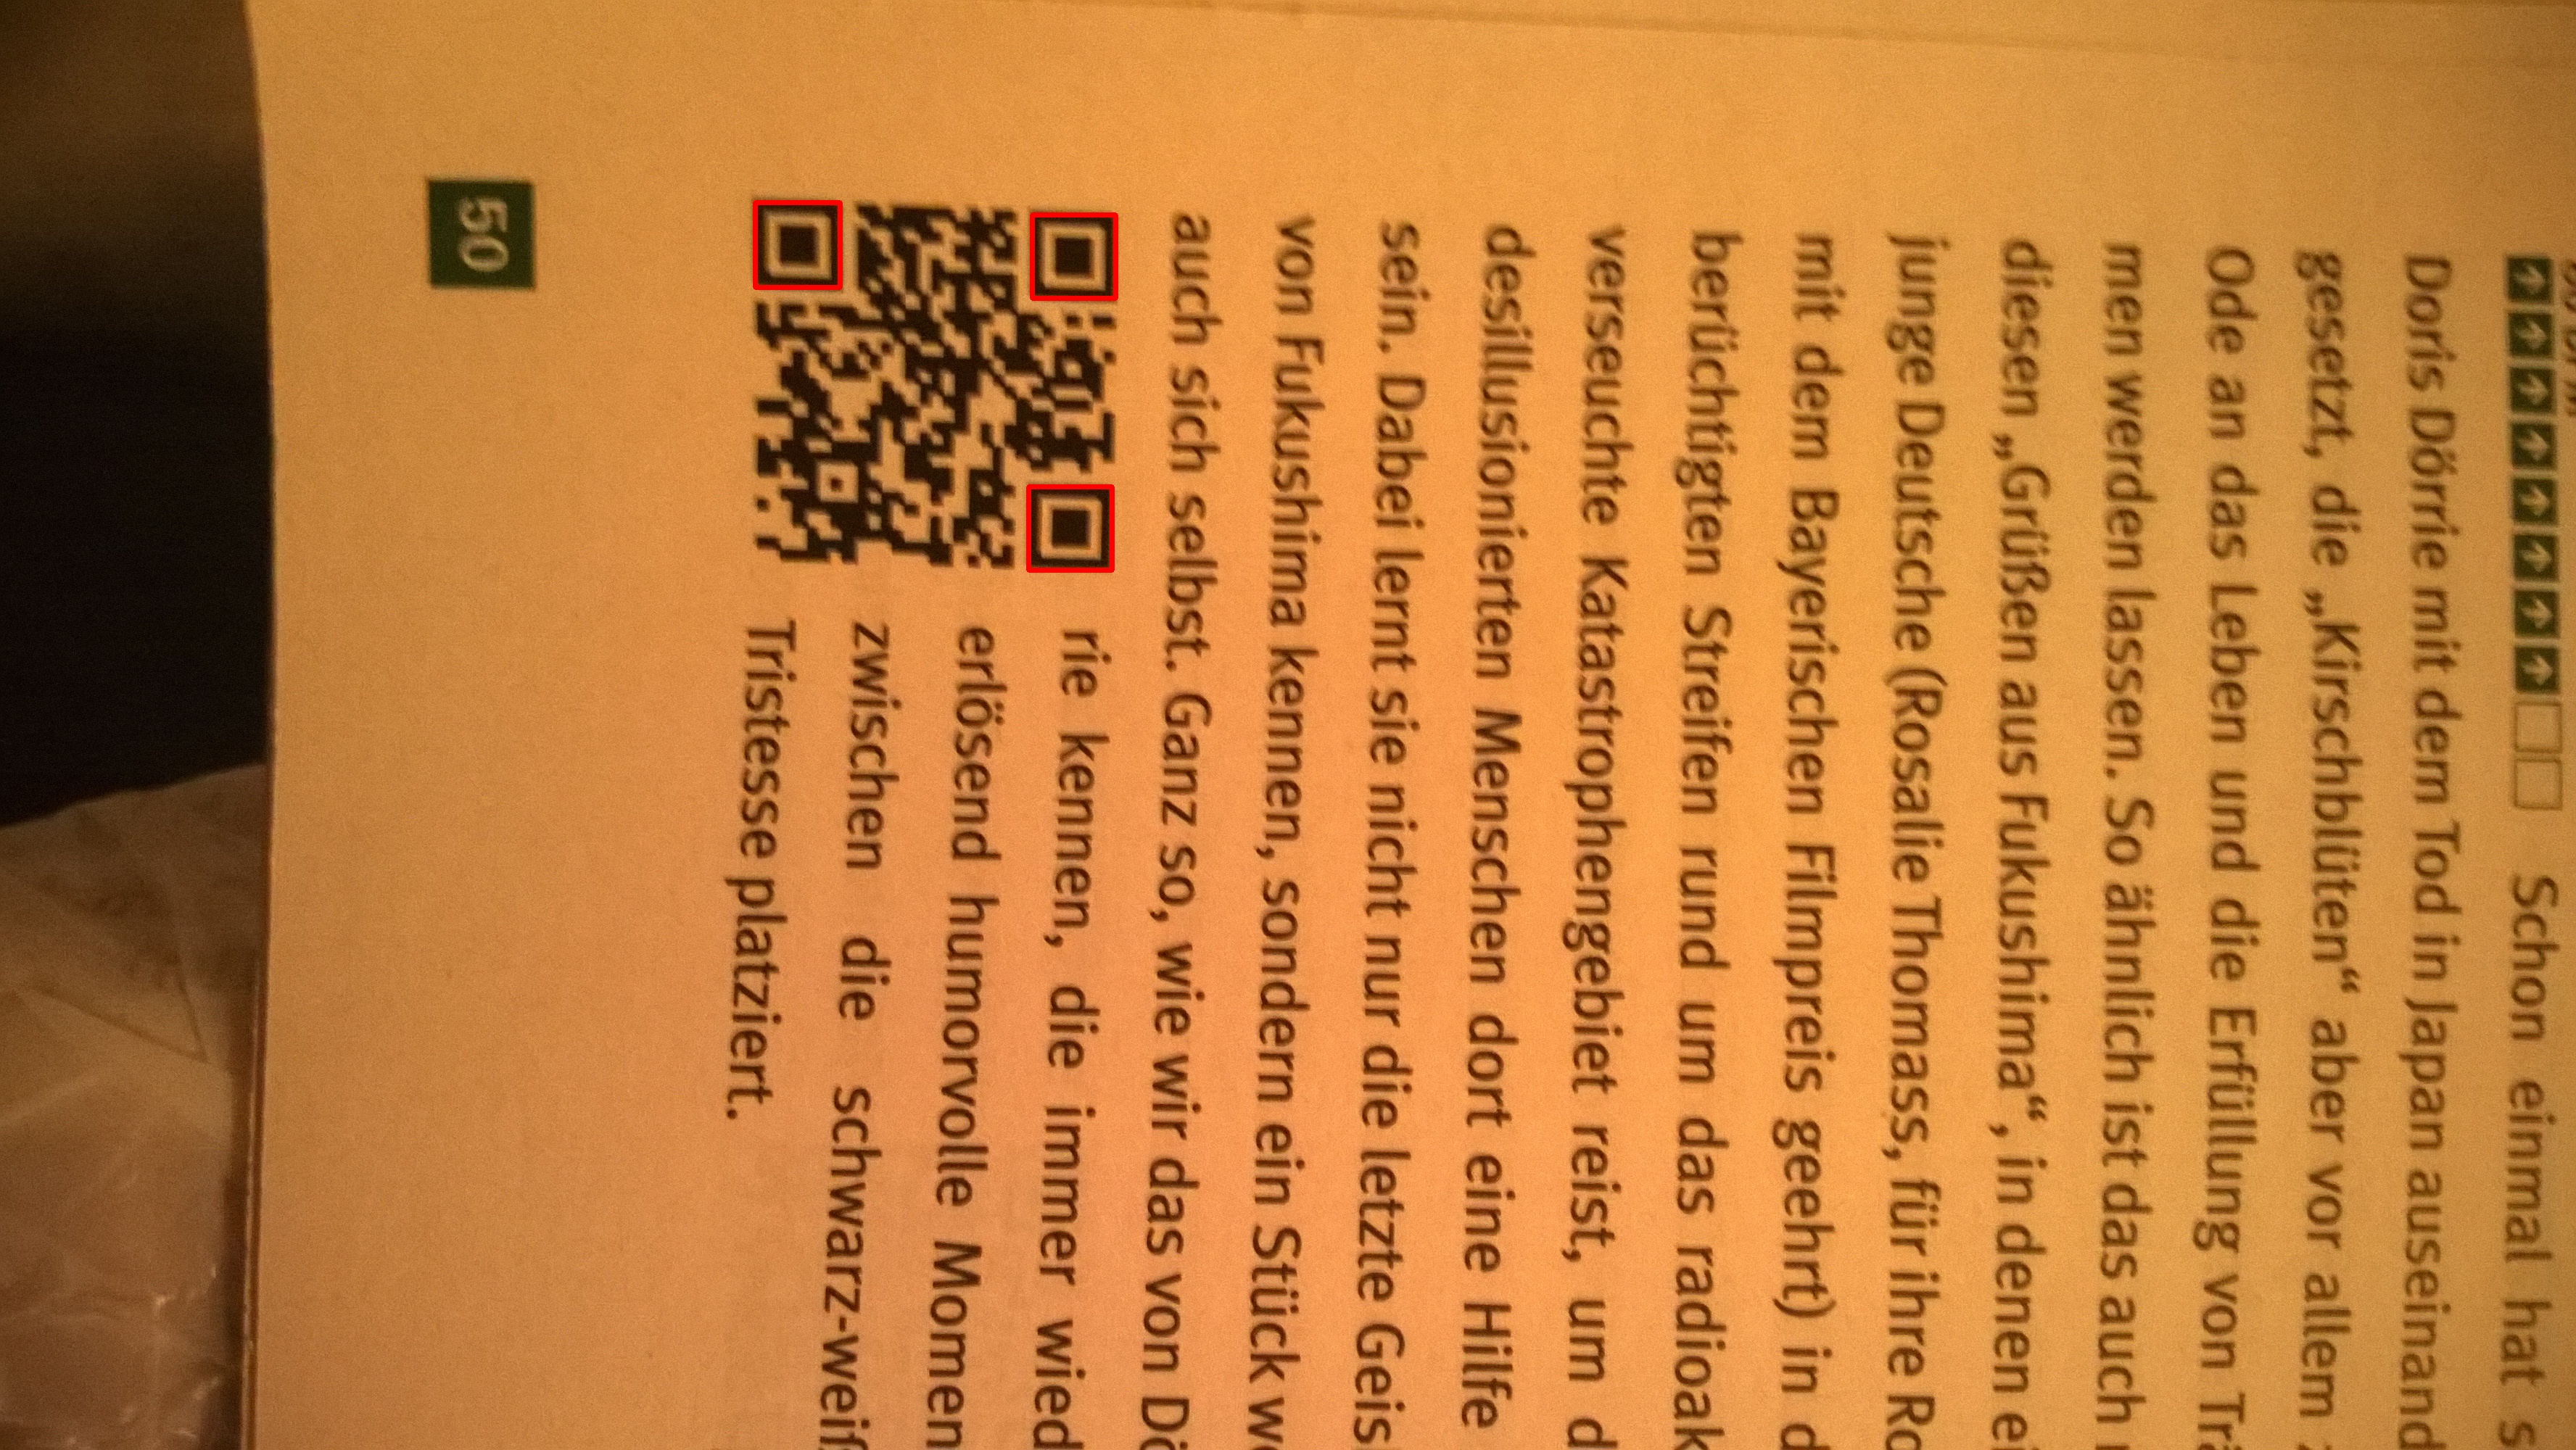 Schon einmal hat s
Doris Dörrie mit dem Tod in Japan auseinand
gesetzt, die „Kirschblüten“ aber vor allem
Ode an das Leben und die Erfüllung von Trä
men werden lassen. So ähnlich ist das auch
diesen „Grüßen aus Fukushima“, in denen ei
junge Deutsche (Rosalie Thomass, für ihre Ro
mit dem Bayerischen Filmpreis geehrt) in d
berüchtigten Streifen rund um das radioak
verseuchte Katastrophengebiet reist, um d
desillusionierten Menschen dort eine Hilfe
sein. Dabei lernt sie nicht nur die letzte Geis
von Fukushima kennen, sondern ein Stück we
auch sich selbst. Ganz so, wie wir das von Dö
rie kennen, die immer wied
erlösend humorvolle Momen
zwischen die schwarz-weiß
Tristesse platziert.
50